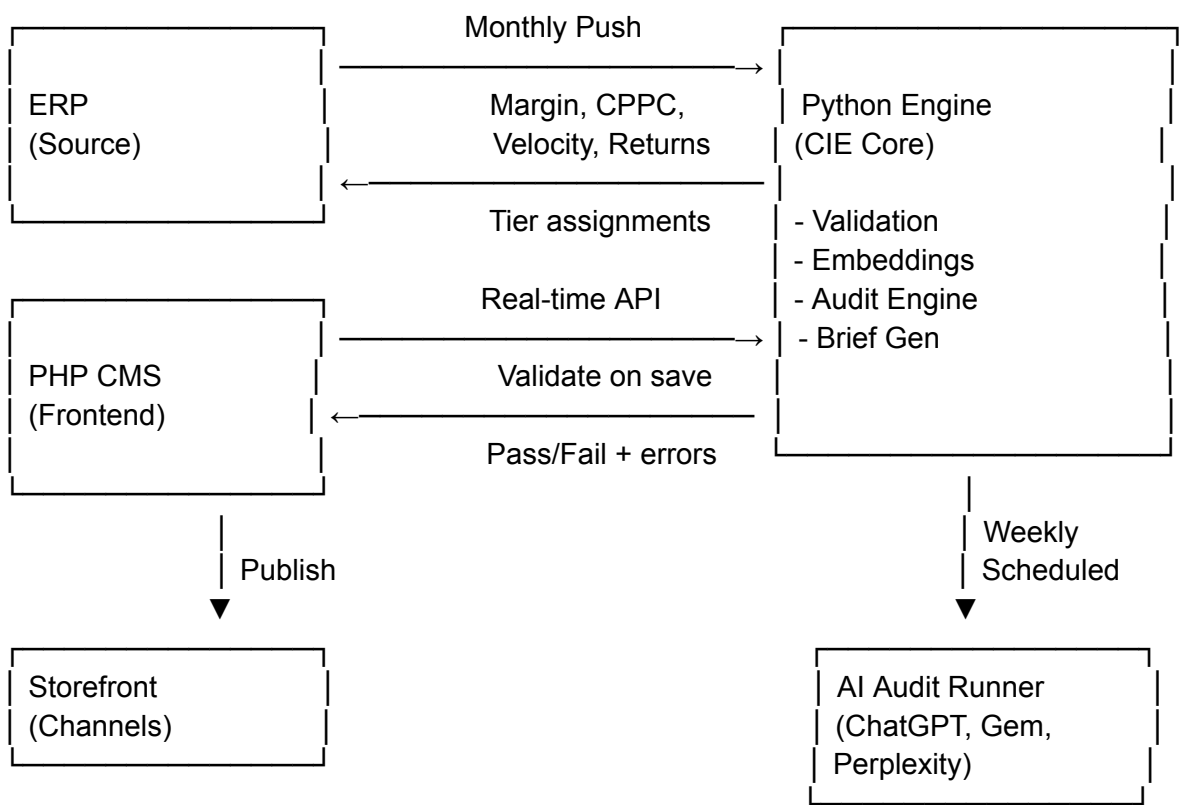 Monthly Push
ERP
(Source)
Margin, CPPC,
Velocity, Returns
Tier assignments
Python Engine
(CIE Core)
- Validation
- Embeddings
- Audit Engine
- Brief Gen
Real-time API
PHP CMS
(Frontend)
Validate on save
Pass/Fail + errors
Publish
Weekly
Scheduled
Storefront
(Channels)
AI Audit Runner
(ChatGPT, Gem,
Perplexity)